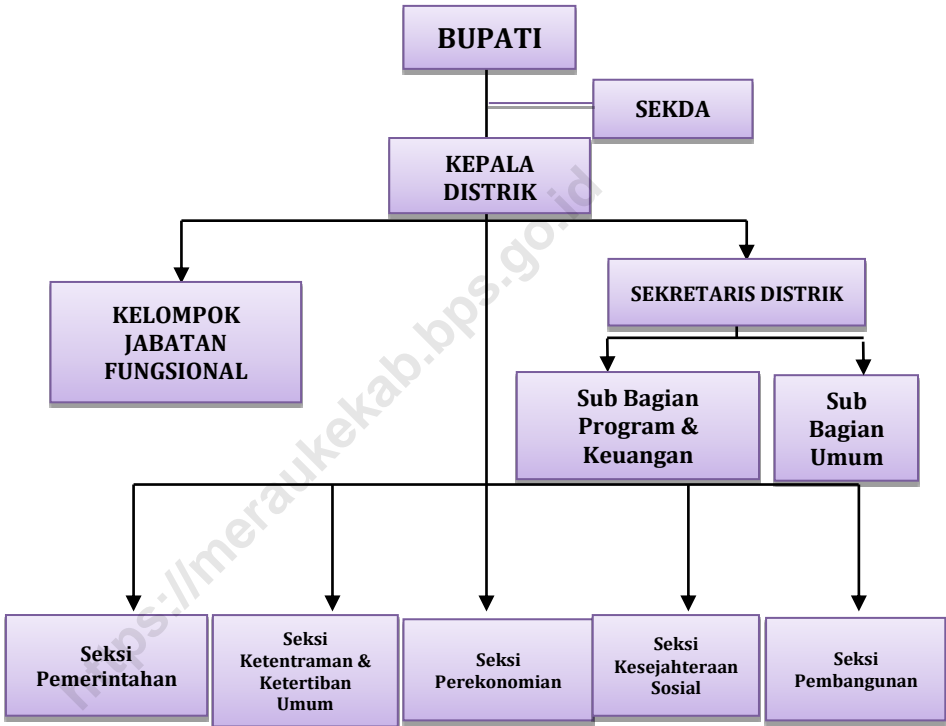 BUPATI
SEKDA
KEPALA
DISTRIK
KELOMPOK
JABATAN
FUNGSIONAL
SEKRETARIS DISTRIK
Sub Bagian
Program &
Keuangan
Sub
Bagian
Umum
Seksi
Pemerintahan
Seksi
Ketentraman &
Ketertiban
Umum
Seksi
Perekonomian
Seksi
Kesejahteraan
Sosial
Seksi
Pembangunan
https://meraukekab.bps.go.id